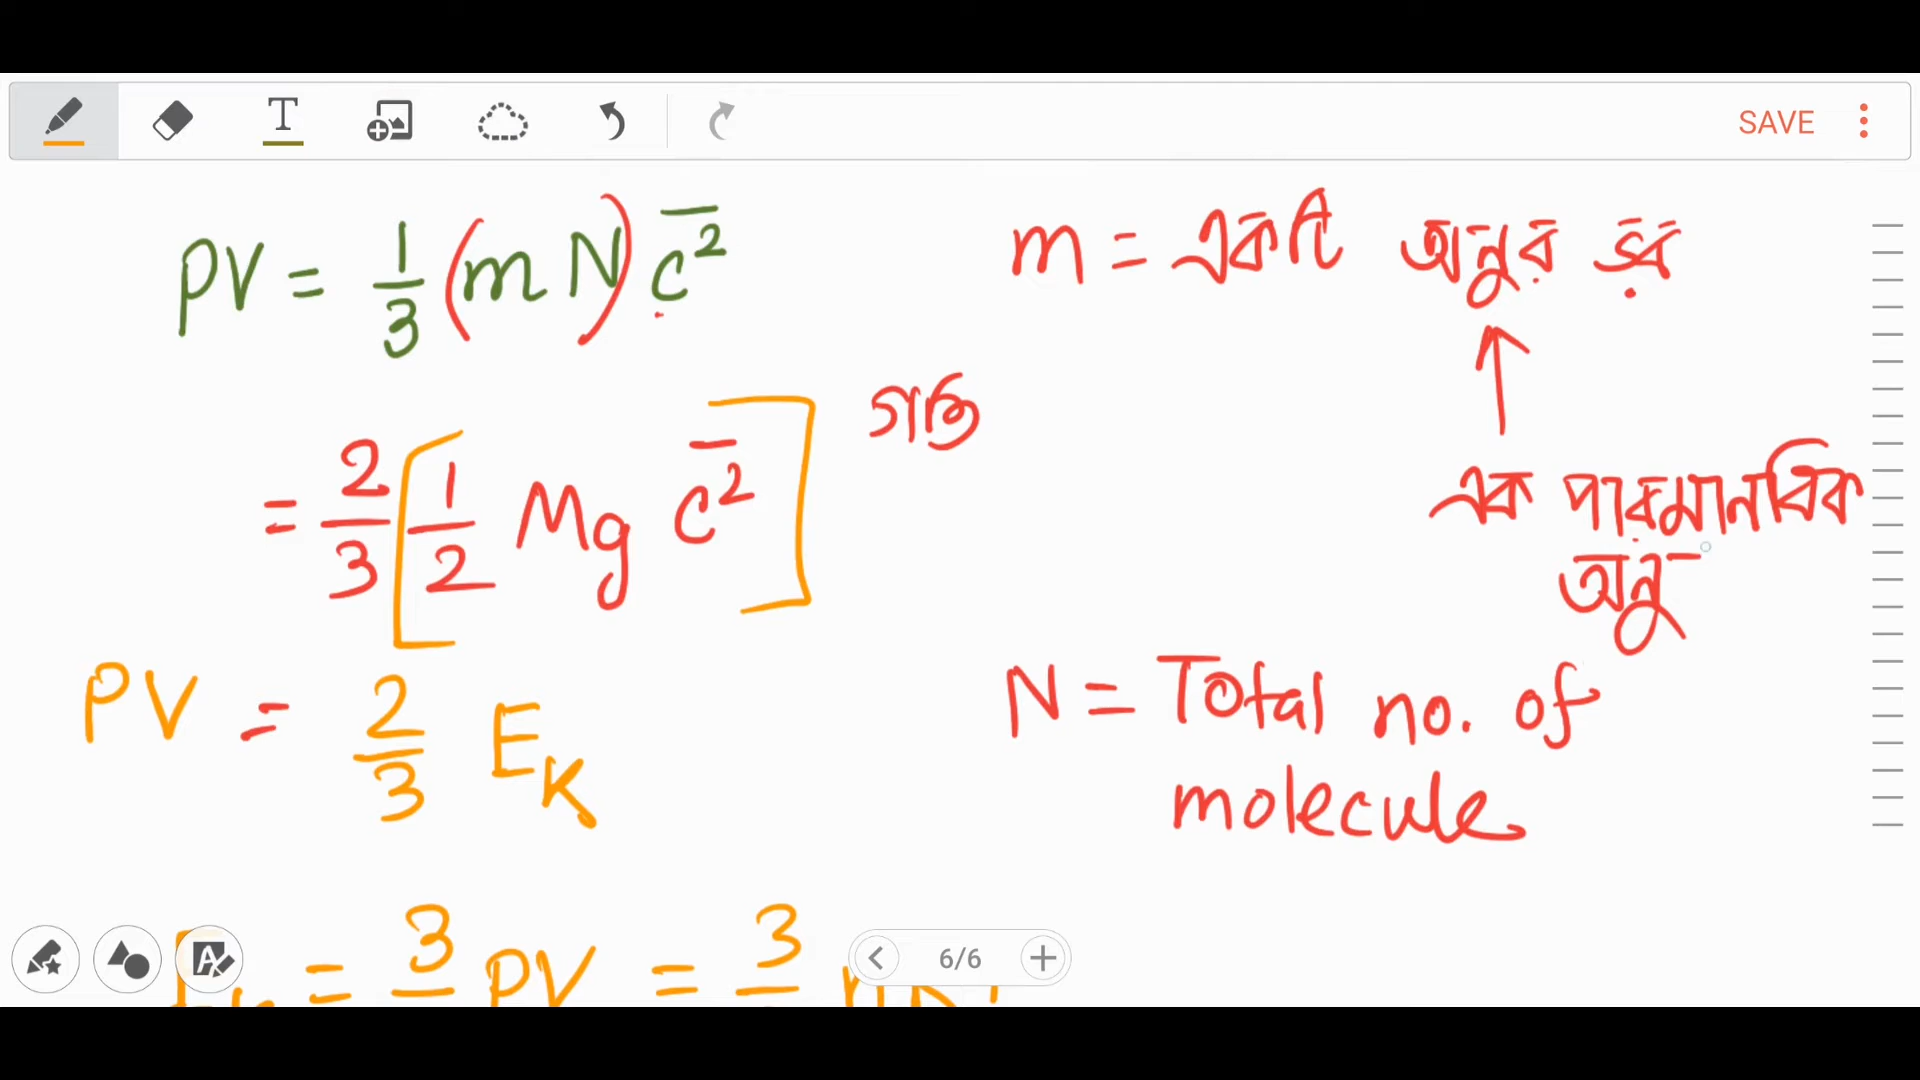 SAVE
PV = 1/3 (m N) c̅²
m = একটি অনুর ভর
= 2/3 [1/2 Mg c̅²]
গতি
এক পারমানবিক
অনু
PV = 2/3 EK
N = Total no. of
molecule
= 3 PV = 3
6/6